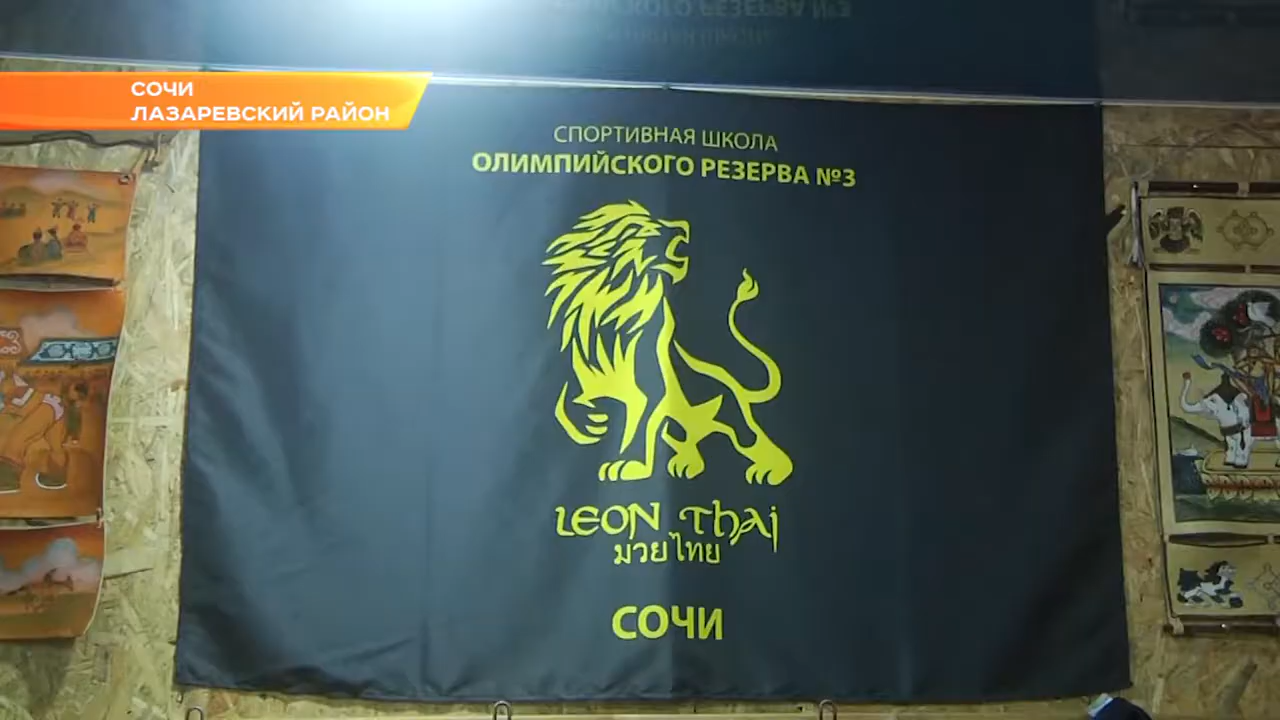 СОЧИ
ЛАЗАРЕВСКИЙ РАЙОН
СПОРТИВНАЯ ШКОЛА
ОЛИМПИЙСКОГО РЕЗЕРВА №3
LEON Thai
มวยไทย
СОЧИ